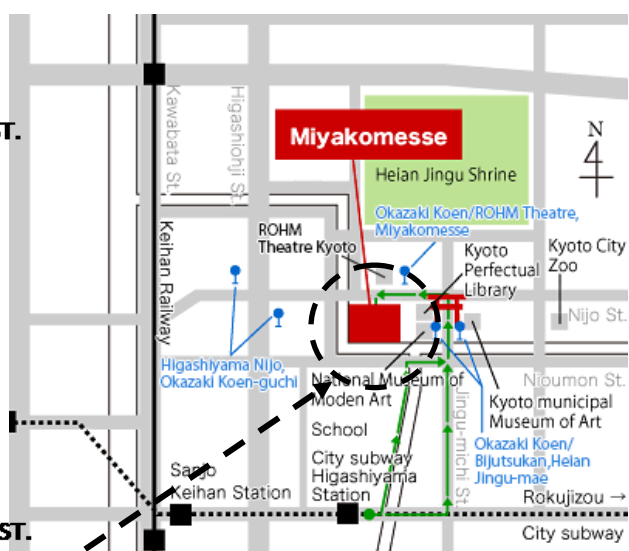 ST.
Kawabata St.
Higashiohji St.
Miyakomesse
N
Heian Jingu Shrine
Okazaki Koen/ROHM Theatre,
Miyakomesse
ROHM
Theatre Kyoto
Keihan Railway
Kyoto
Perfectual
Library
Kyoto City
Zoo
Nijo St.
Higashiyama Nijo,
Okazaki Koen-guchi
National Museum of
Moden Art
Nioumon St.
Kyoto municipal
Museum of Art
Jingu-michi St.
School
Okazaki Koen/
Bijutsukan,Heian
Jingu-mae
City subway
Higashiyama
Station
Sanjo
Keihan Station
Rokujizou →
ST.
City subway